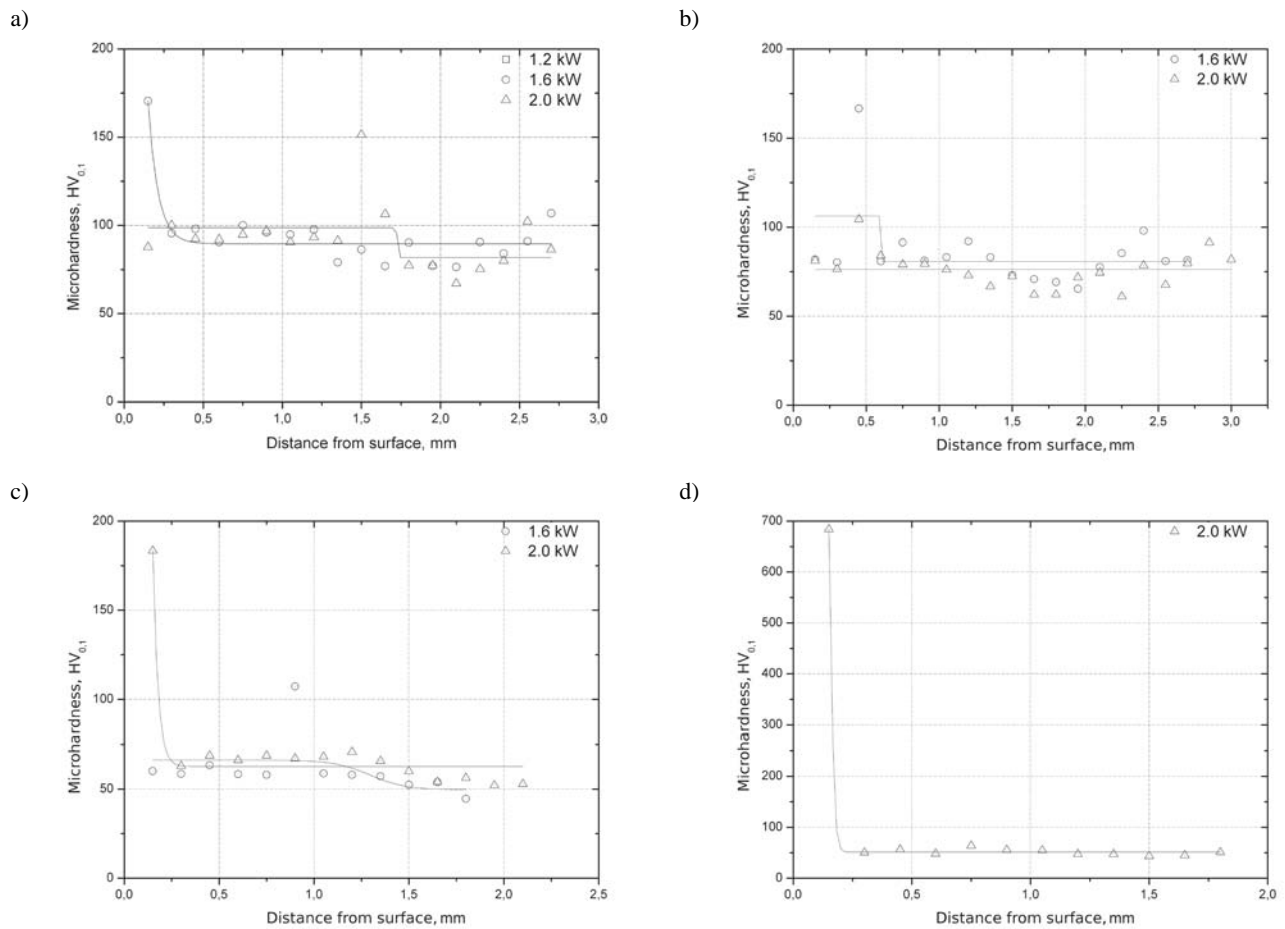 a)
200
150
100
50
0
0,0 0,5 1,0 1,5 2,0 2,5 3,0
Microhardness, HV0,1
Distance from surface, mm
1.2 kW
1.6 kW
2.0 kW
b)
200
150
100
50
0
0,0 0,5 1,0 1,5 2,0 2,5 3,0
Microhardness, HV0,1
Distance from surface, mm
1.6 kW
2.0 kW
c)
200
150
100
50
0
0,0 0,5 1,0 1,5 2,0 2,5
Microhardness, HV0,1
Distance from surface, mm
1.6 kW
2.0 kW
d)
700
600
500
400
300
200
100
0
0,0 0,5 1,0 1,5 2,0
Microhardness, HV0,1
Distance from surface, mm
2.0 kW